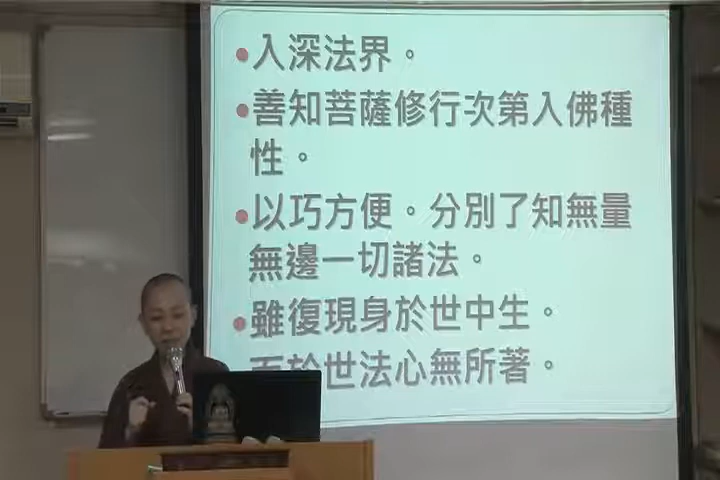 •入深法界。
•善知菩薩修行次第入佛種
性。
•以巧方便。分別了知無量
無邊一切諸法。
•雖復現身於世中生。
而於世法心無所著。